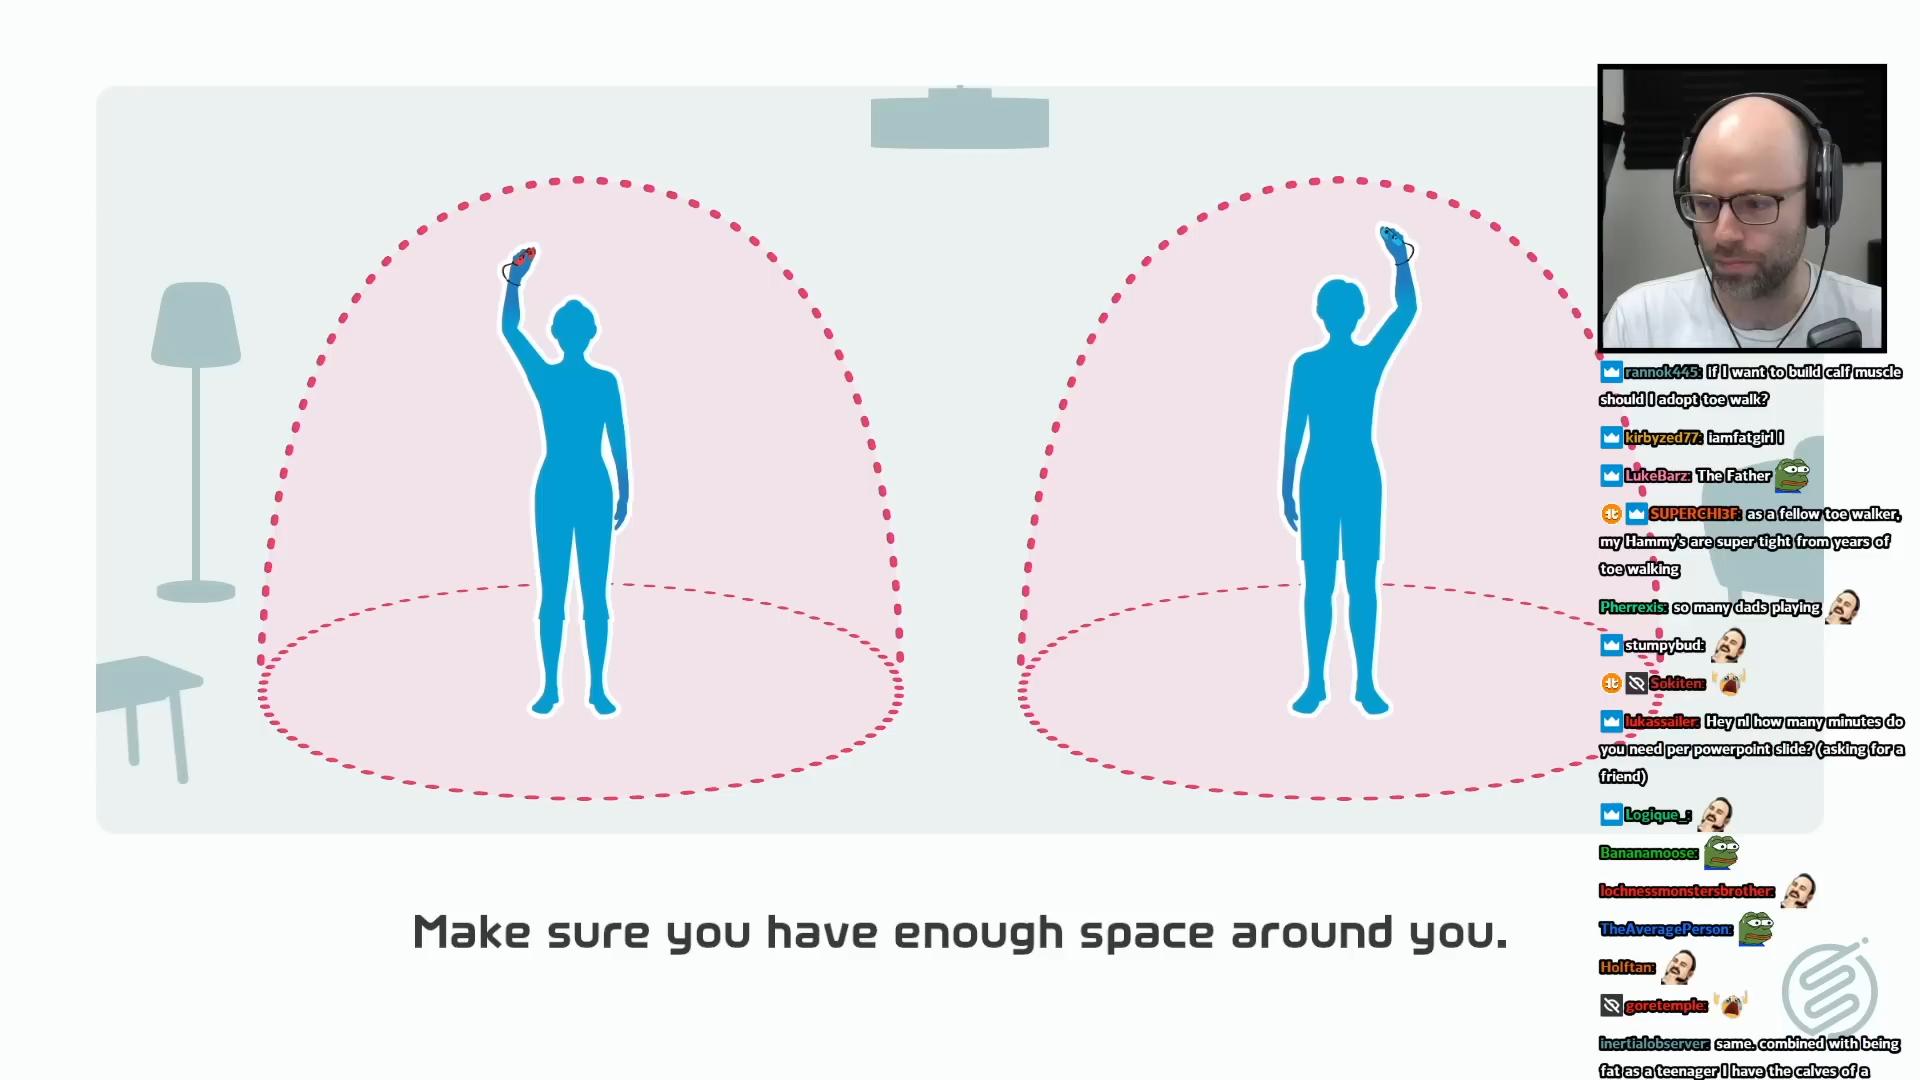 rannok445: if I want to build calf muscle
should I adopt toe walk?
kirbyzed77: iamfatgirl I
LukeBarz: The Father
SUPERCHI3F: as a fellow toe walker,
my Hammy's are super tight from years of
toe walking
Pherrexis: so many dads playing
stumpybud:
Sokiten:
lukassailer: Hey nl how many minutes do
you need per powerpoint slide? (asking for a
friend)
Logique_:
Bananamoose:
lochnessmonstersbrother:
TheAveragePerson:
Holftan:
goretemple:
inertialobserver: same. combined with being
fat as a teenager I have the calves of a
Make sure you have enough space around you.